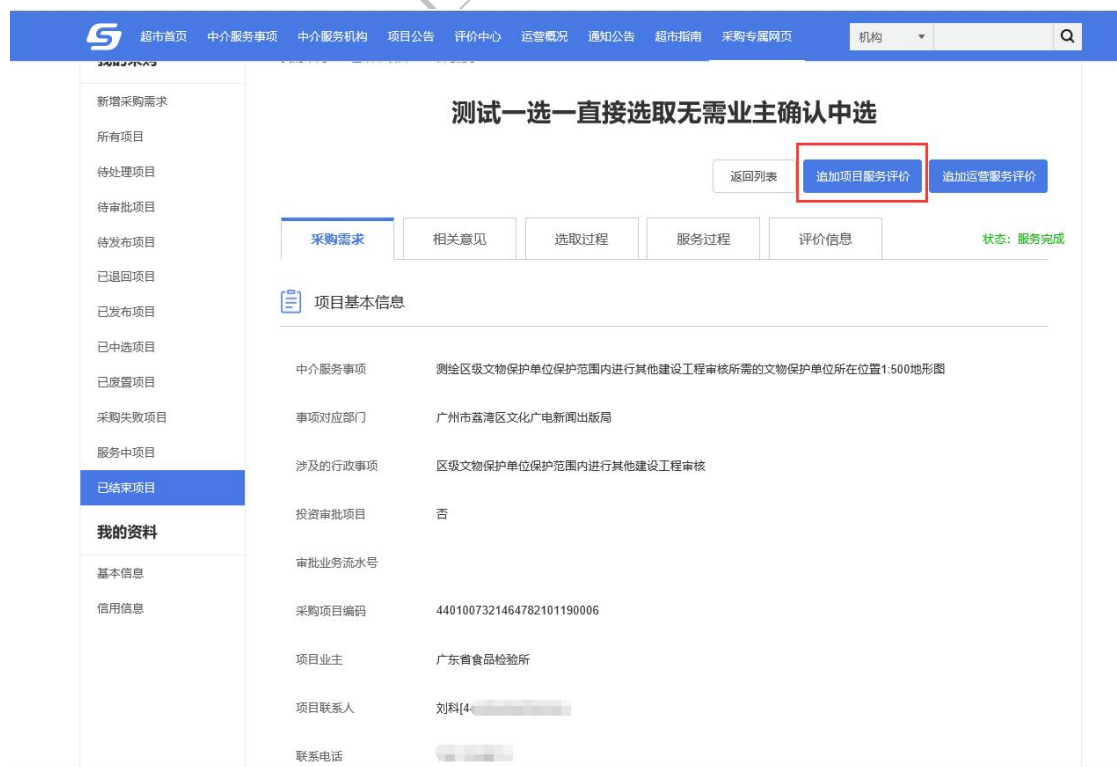 超市首页 中介服务事项 中介服务机构 项目公告 评价中心 运营概况 通知公告 超市指南 采购专属网页 机构
新增采购需求
所有项目
待处理项目
待审批项目
待发布项目
已退回项目
已发布项目
已中选项目
已废置项目
采购失败项目
服务中项目
已结束项目
我的资料
基本信息
信用信息
测试一选一直接选取无需业主确认中选
返回列表 追加项目服务评价 追加运营服务评价
采购需求 相关意见 选取过程 服务过程 评价信息 状态：服务完成
项目基本信息
中介服务事项 测绘区级文物保护单位保护范围内进行其他建设工程审核所需的文物保护单位所在位置1:500地形图
事项对应部门 广州市荔湾区文化广电新闻出版局
涉及的行政事项 区级文物保护单位保护范围内进行其他建设工程审核
投资审批项目 否
审批业务流水号
采购项目编码 4401007321464782101190006
项目业主 广东省食品检验所
项目联系人 刘科[4
联系电话